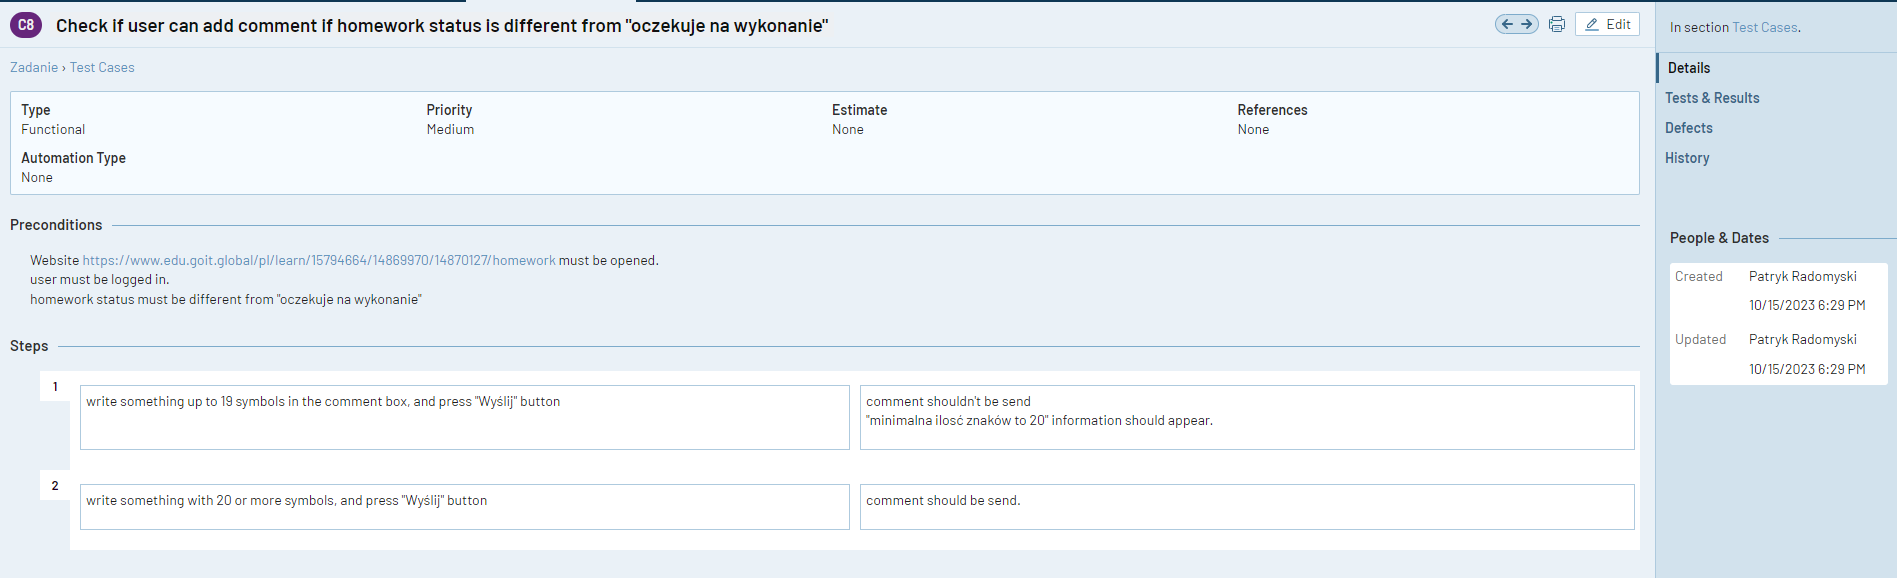 C8 Check if user can add comment if homework status is different from "oczekuje na wykonanie"
Edit
Zadanie › Test Cases
Type
Functional
Priority
Medium
Estimate
None
References
None
Automation Type
None
Preconditions
Website https://www.edu.goit.global/pl/learn/15794664/14869970/14870127/homework must be opened.
user must be logged in.
homework status must be different from "oczekuje na wykonanie"
Steps
1
write something up to 19 symbols in the comment box, and press "Wyślij" button
comment shouldn't be send
"minimalna ilosć znaków to 20" information should appear.
2
write something with 20 or more symbols, and press "Wyślij" button
comment should be send.
In section Test Cases.
Details
Tests & Results
Defects
History
People & Dates
Created Patryk Radomyski
10/15/2023 6:29 PM
Updated Patryk Radomyski
10/15/2023 6:29 PM